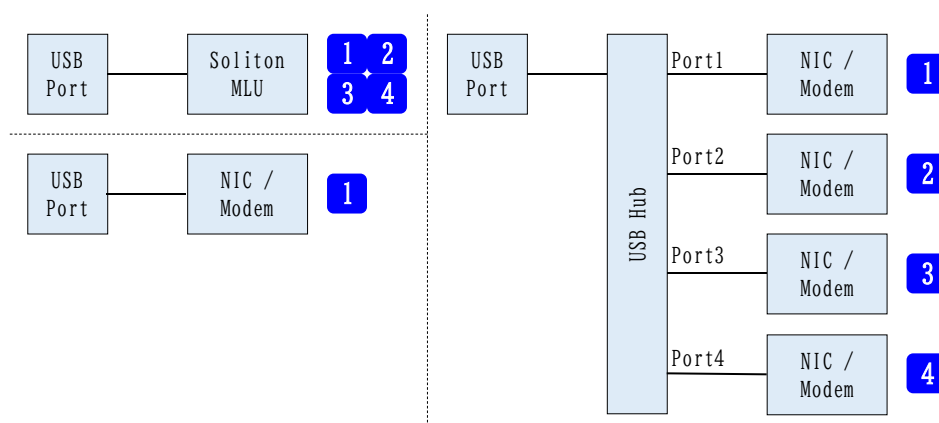 USB
Port
Soliton
MLU
1 2
3 4
USB
Port
NIC /
Modem
1
USB
Port
USB Hub
Port1
NIC /
Modem
1
Port2
NIC /
Modem
2
Port3
NIC /
Modem
3
Port4
NIC /
Modem
4